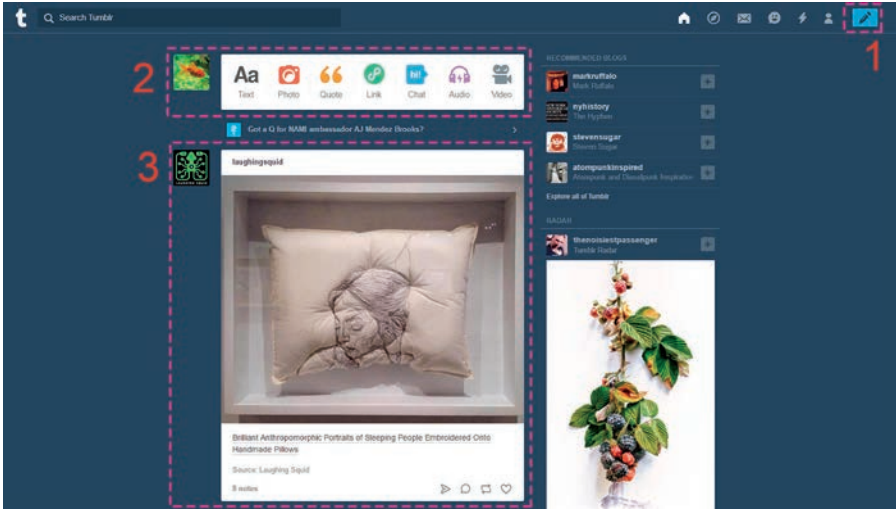 t
Search Tumblr
1
2
Aa
hi!
Text Photo Quote Link Chat Audio Video
Got a Q for NAMI ambassador AJ Mendez Brooks?
3
LAUGHING SQUID
laughingsquid
Brilliant Anthropomorphic Portraits of Sleeping People Embroidered Onto
Handmade Pillows
Source: Laughing Squid
8 notes
RECOMMENDED BLOGS
markruffalo
Mark Ruffalo
nyhistory
The Hyphen
stevensugar
Steven Sugar
atompunkinspired
Atompunk and Dieselpunk Inspiration
Explore all of Tumblr
RADAR
thenoisiestpassenger
Tumblr Radar